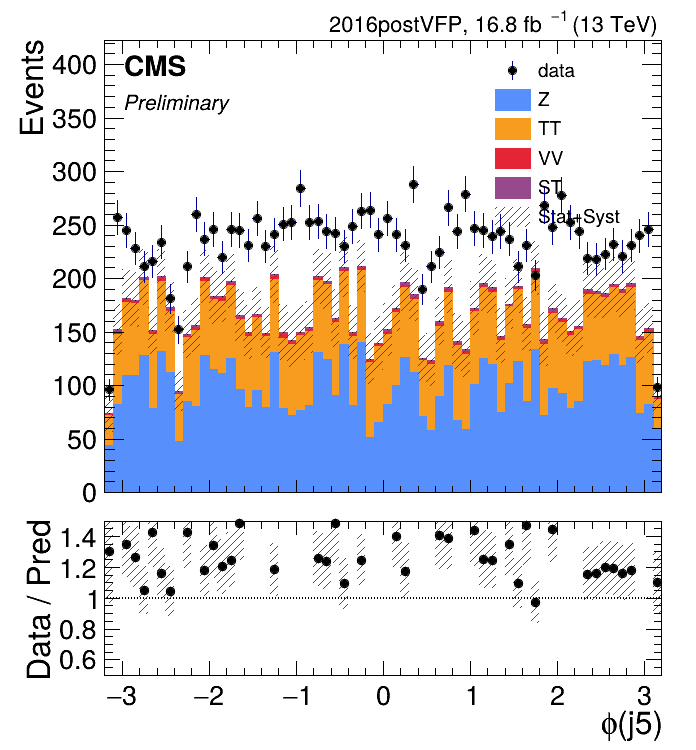 2016postVFP, 16.8 fb⁻¹ (13 TeV)
Events
CMS
Preliminary
data
Z
TT
VV
ST
Stat+Syst
400
350
300
250
200
150
100
50
0
Data / Pred
1.4
1.2
1
0.8
0.6
−3 −2 −1 0 1 2 3
ϕ(j5)